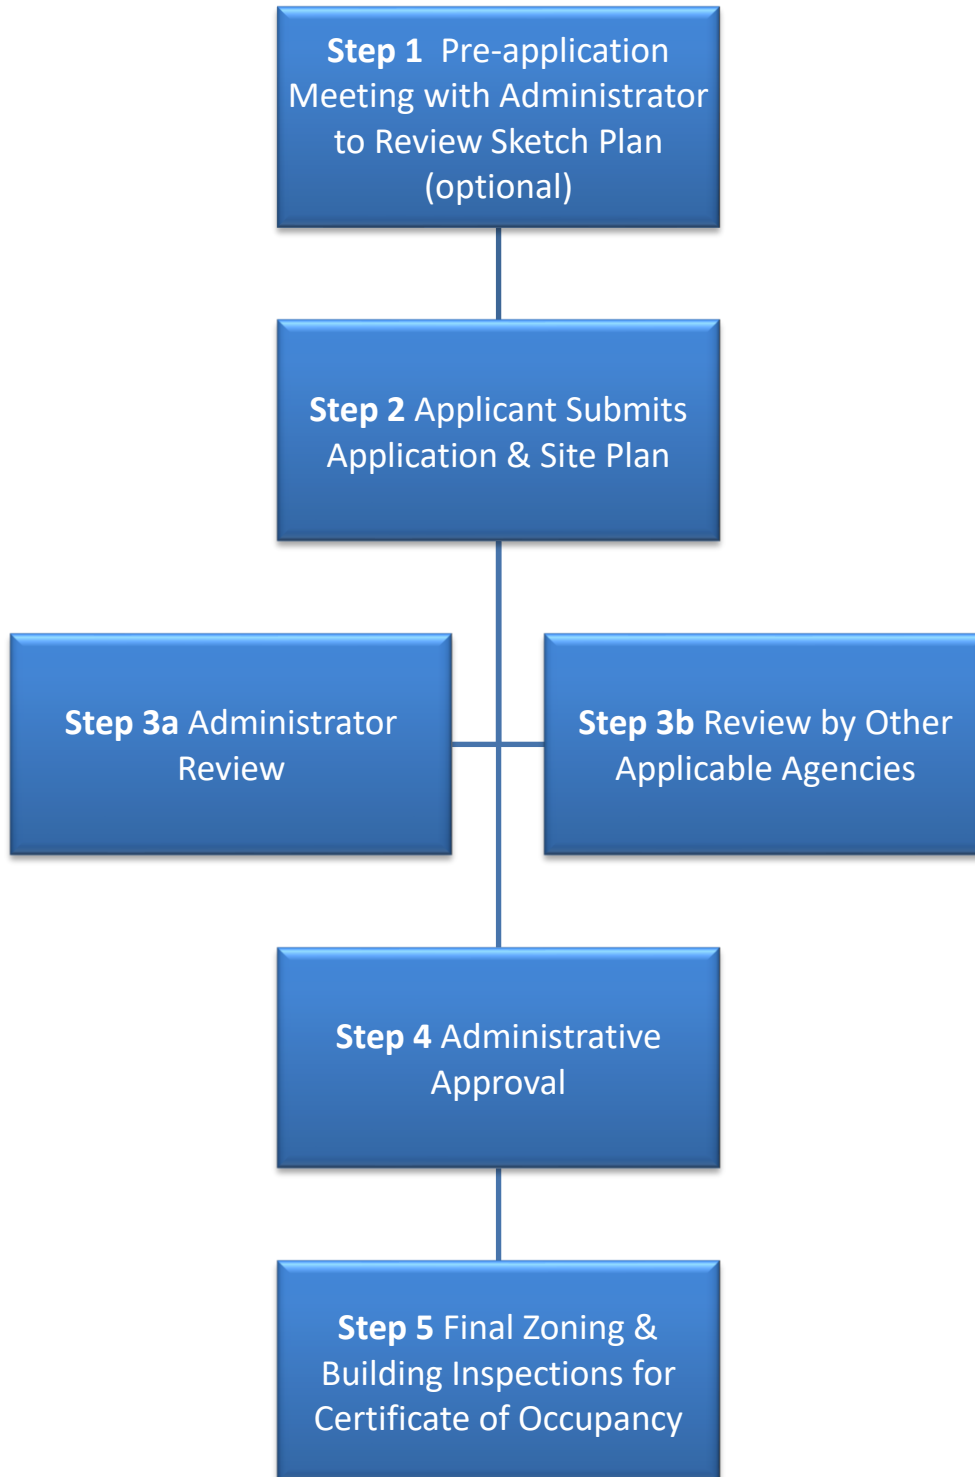 Step 1  Pre-application
Meeting with Administrator
to Review Sketch Plan
(optional)
Step 2 Applicant Submits
Application & Site Plan
Step 3a Administrator
Review
Step 3b Review by Other
Applicable Agencies
Step 4 Administrative
Approval
Step 5 Final Zoning &
Building Inspections for
Certificate of Occupancy